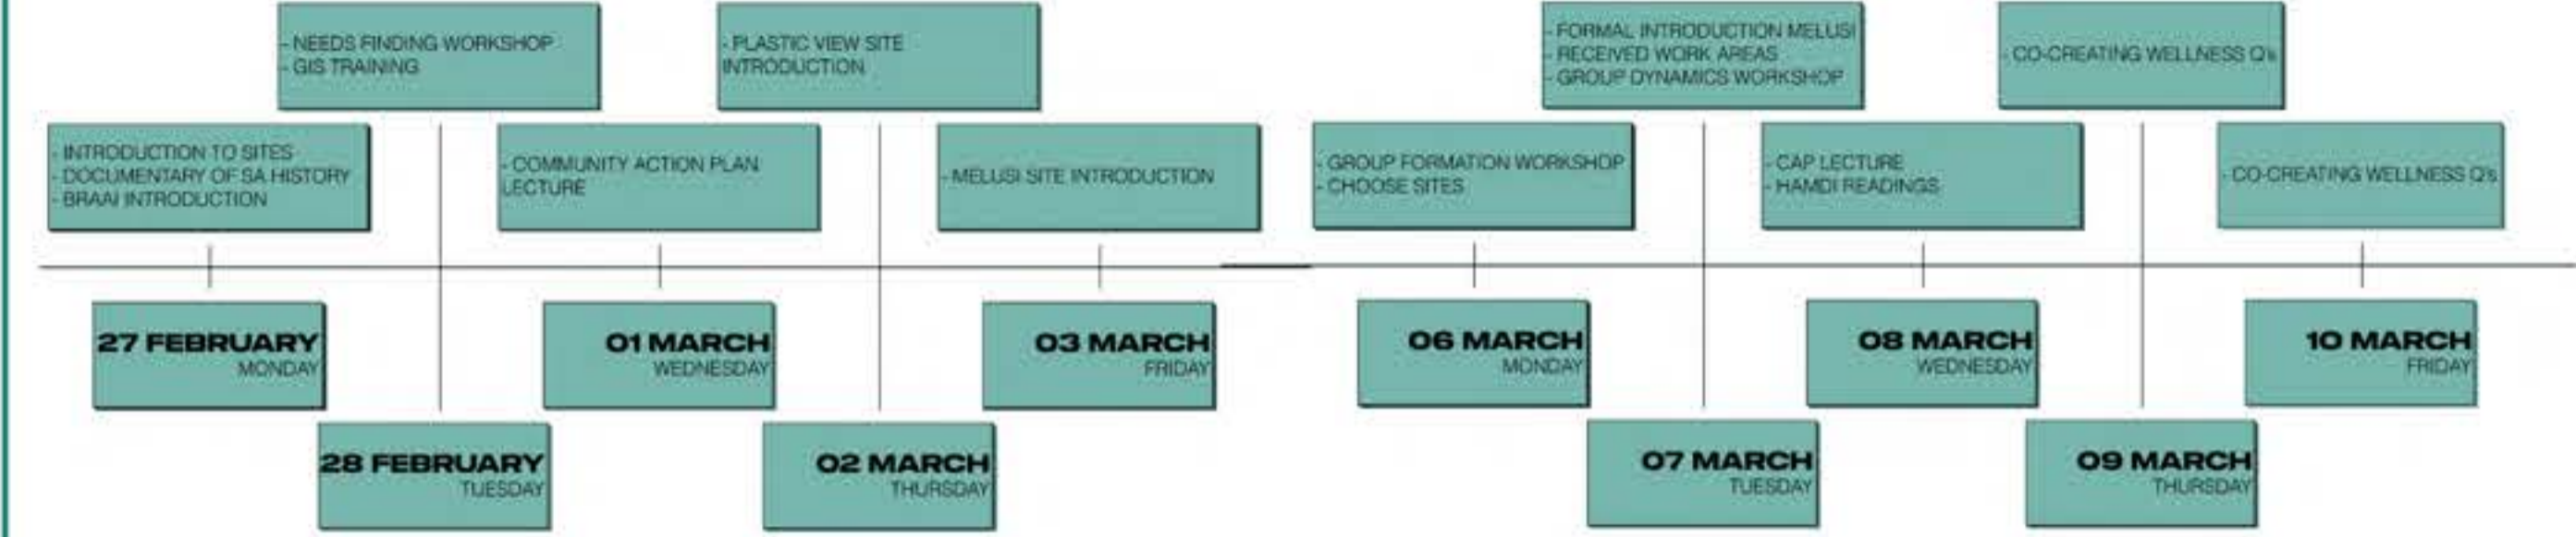 - NEEDS FINDING WORKSHOP
- GIS TRAINING
- PLASTIC VIEW SITE
INTRODUCTION
- FORMAL INTRODUCTION MELUSI
- RECEIVED WORK AREAS
- GROUP DYNAMICS WORKSHOP
- CO-CREATING WELLNESS Q's
- INTRODUCTION TO SITES
- DOCUMENTARY OF SA HISTORY
- BRAAI INTRODUCTION
- COMMUNITY ACTION PLAN
LECTURE
- MELUSI SITE INTRODUCTION
- GROUP FORMATION WORKSHOP
- CHOOSE SITES
- CAP LECTURE
- HAMDI READINGS
- CO-CREATING WELLNESS Q's
27 FEBRUARY
MONDAY
01 MARCH
WEDNESDAY
03 MARCH
FRIDAY
06 MARCH
MONDAY
08 MARCH
WEDNESDAY
10 MARCH
FRIDAY
28 FEBRUARY
TUESDAY
02 MARCH
THURSDAY
07 MARCH
TUESDAY
09 MARCH
THURSDAY